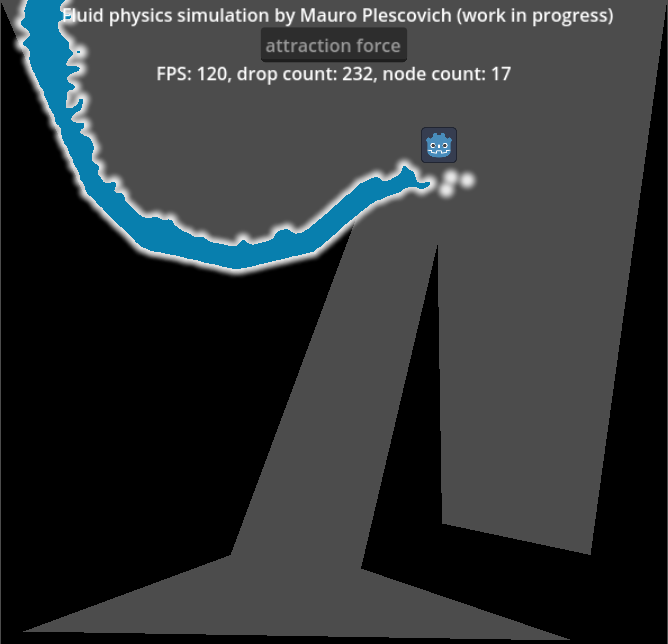 Fluid physics simulation by Mauro Plescovich (work in progress)
attraction force
FPS: 120, drop count: 232, node count: 17